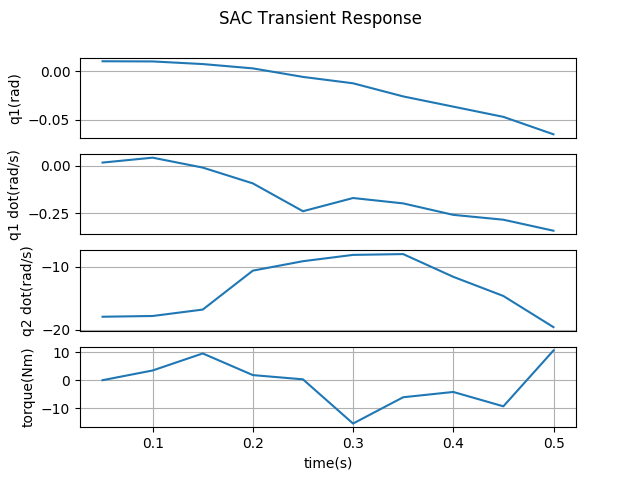 SAC Transient Response
0.00
−0.05
q1(rad)
0.00
−0.25
q1 dot(rad/s)
−10
−20
q2 dot(rad/s)
10
0
−10
torque(Nm)
0.1 0.2 0.3 0.4 0.5
time(s)